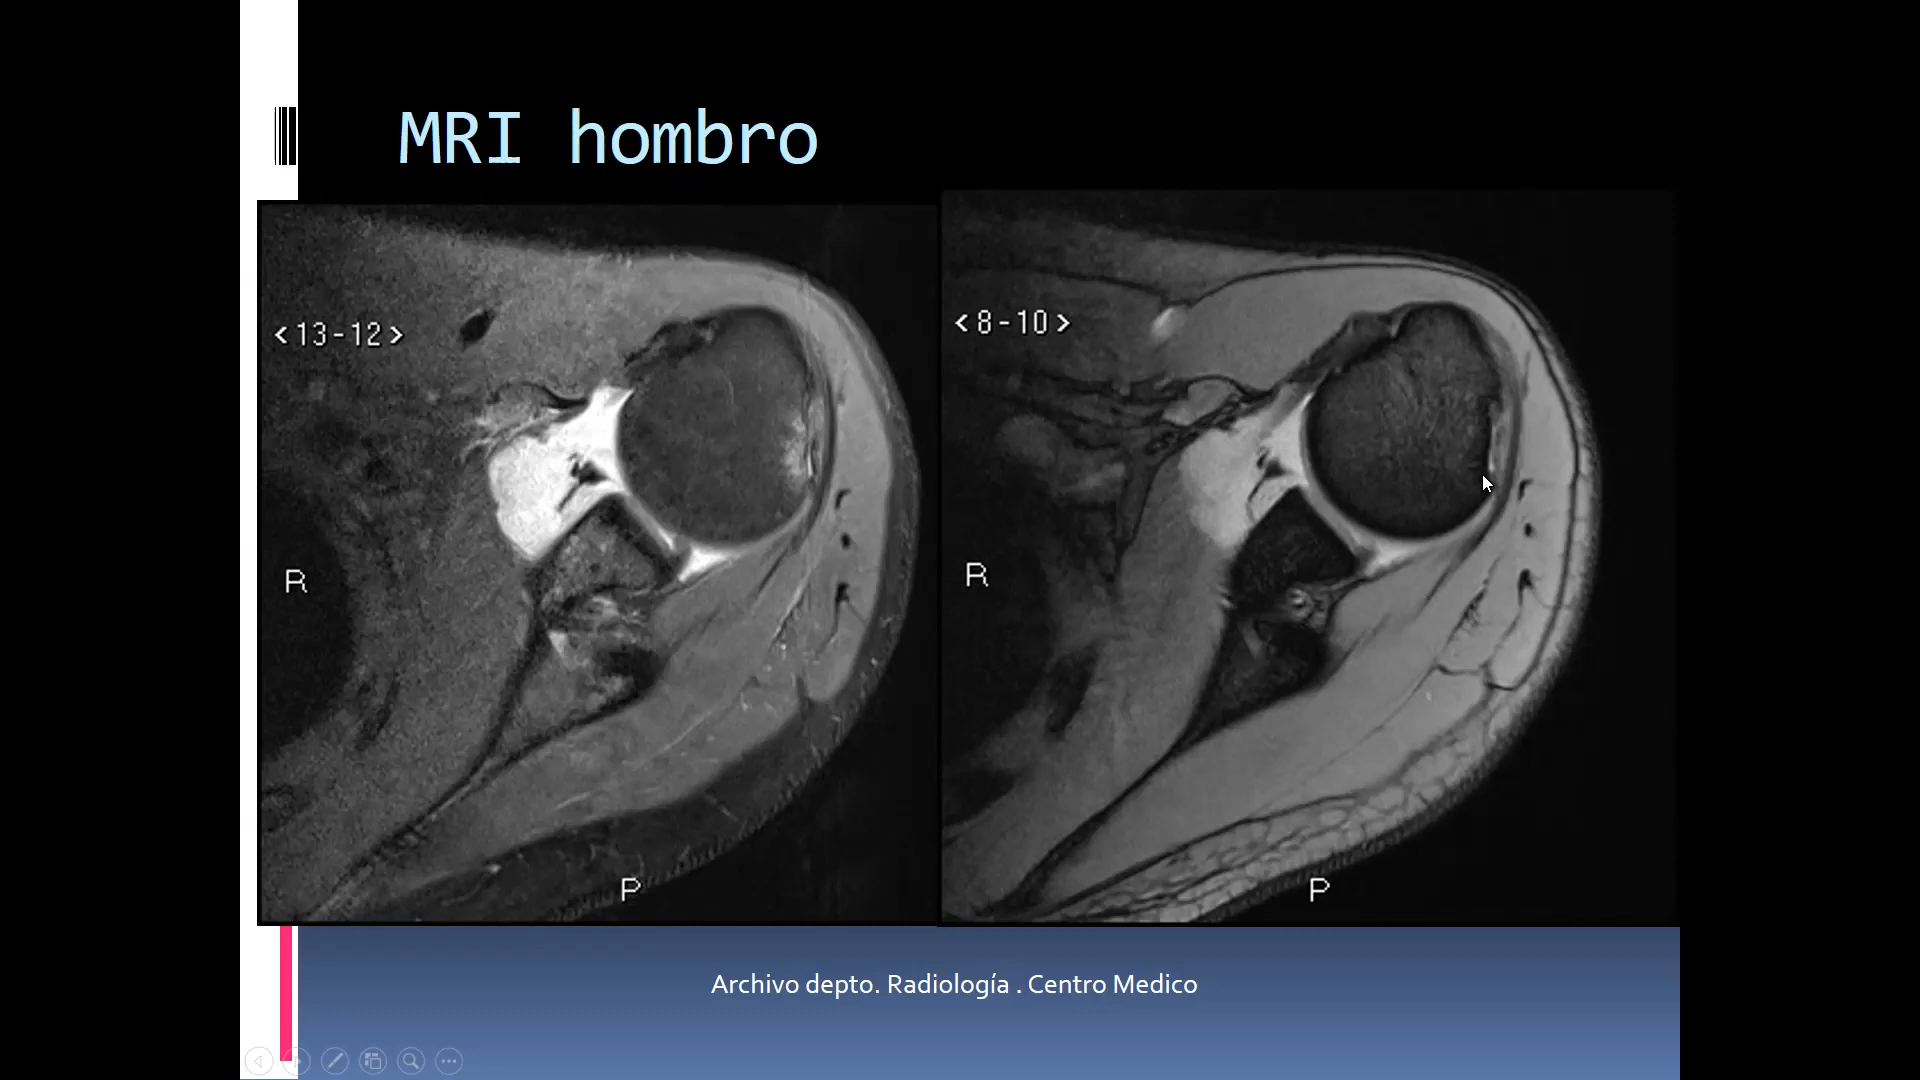 MRI hombro
<13-12>
<8-10>
R
R
P
P
Archivo depto. Radiología . Centro Medico